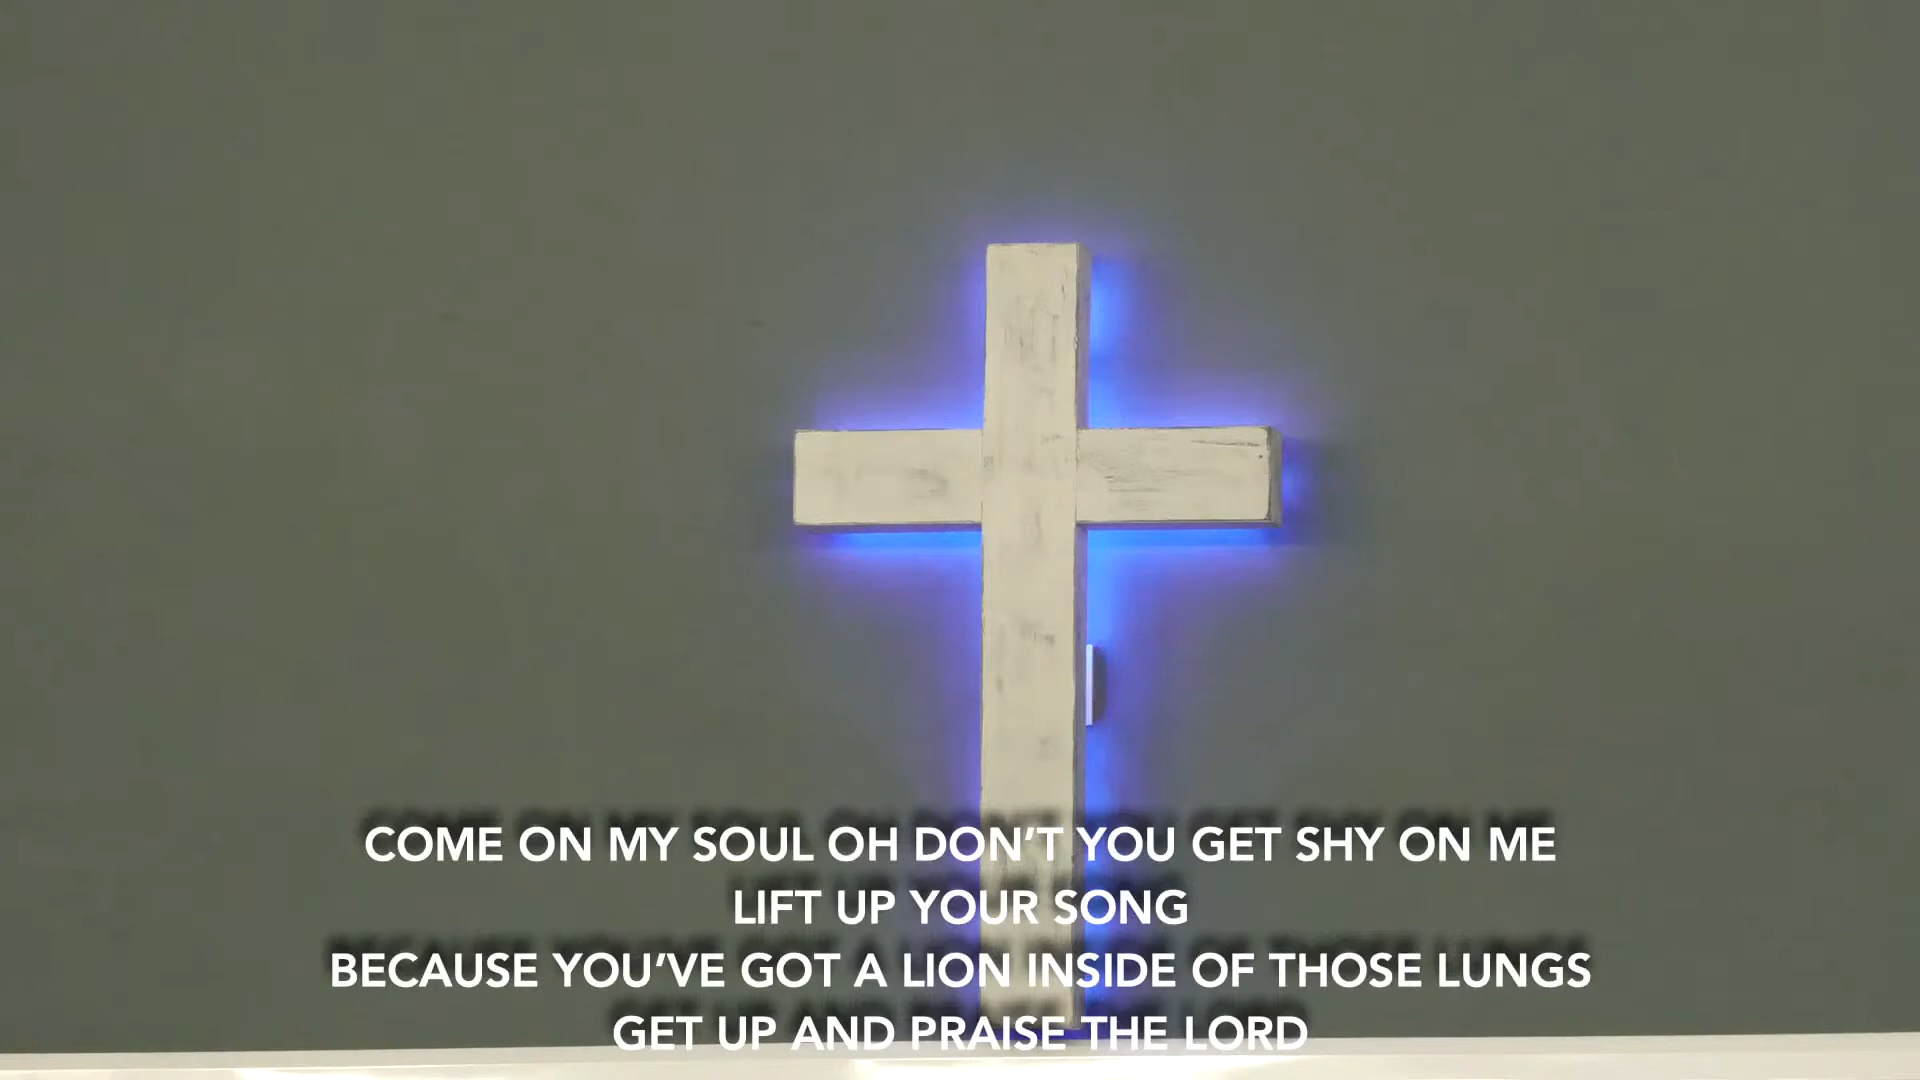 COME ON MY SOUL OH DON'T YOU GET SHY ON ME
LIFT UP YOUR SONG
BECAUSE YOU'VE GOT A LION INSIDE OF THOSE LUNGS
GET UP AND PRAISE THE LORD